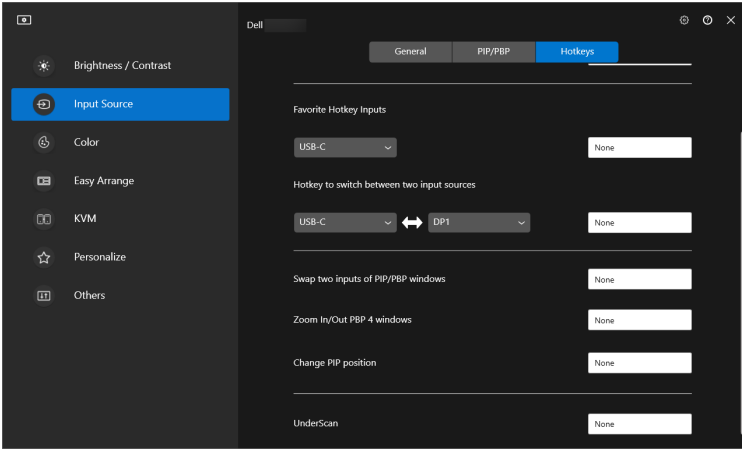 Dell
General PIP/PBP Hotkeys
Brightness / Contrast
Input Source
Color
Easy Arrange
KVM
Personalize
Others
Favorite Hotkey Inputs
USB-C None
Hotkey to switch between two input sources
USB-C DP1 None
Swap two inputs of PIP/PBP windows None
Zoom In/Out PBP 4 windows None
Change PIP position None
UnderScan None